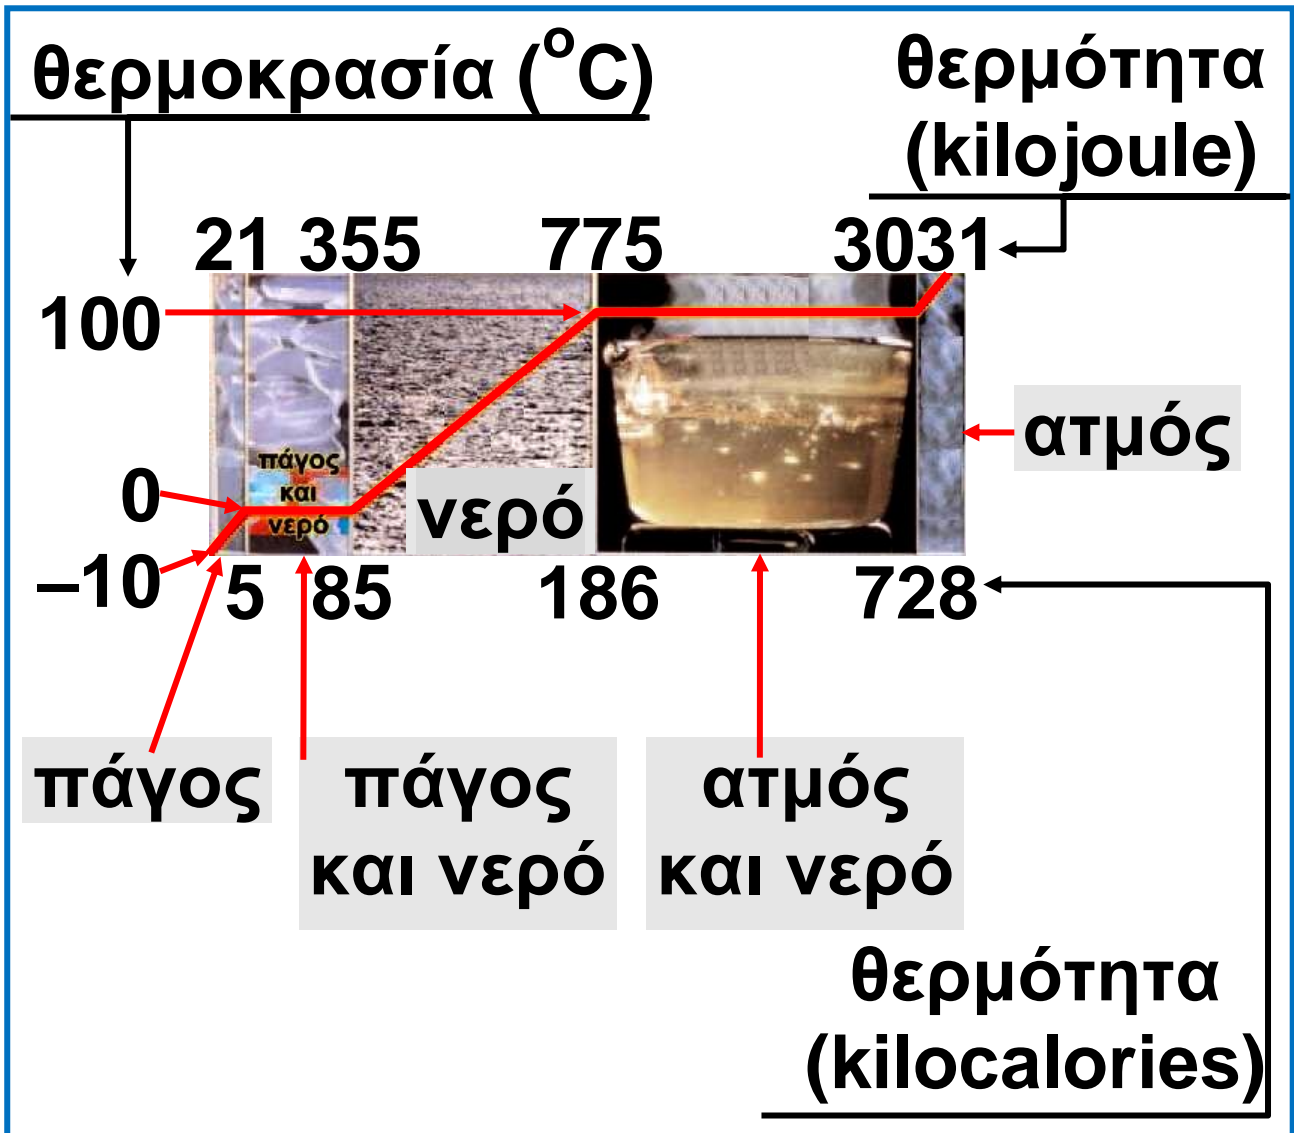 θερμοκρασία (°C)
θερμότητα
(kilojoule)
21 355 775 3031
100
0
–10
πάγος
και
νερό
νερό
ατμός
5 85 186 728
πάγος
πάγος
και νερό
ατμός
και νερό
θερμότητα
(kilocalories)